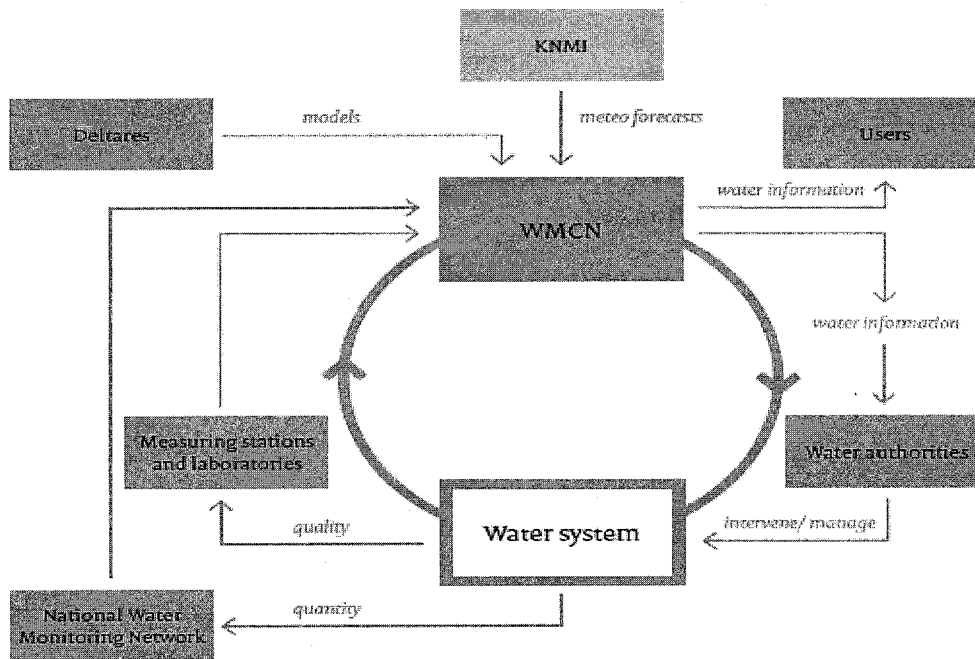 KNMI
Deltares
models
meteo forecasts
Users
water information
WMCN
water information
Measuring stations
and laboratories
Water authorities
quality
Water system
intervene/ manage
National Water
Monitoring Network
quantity